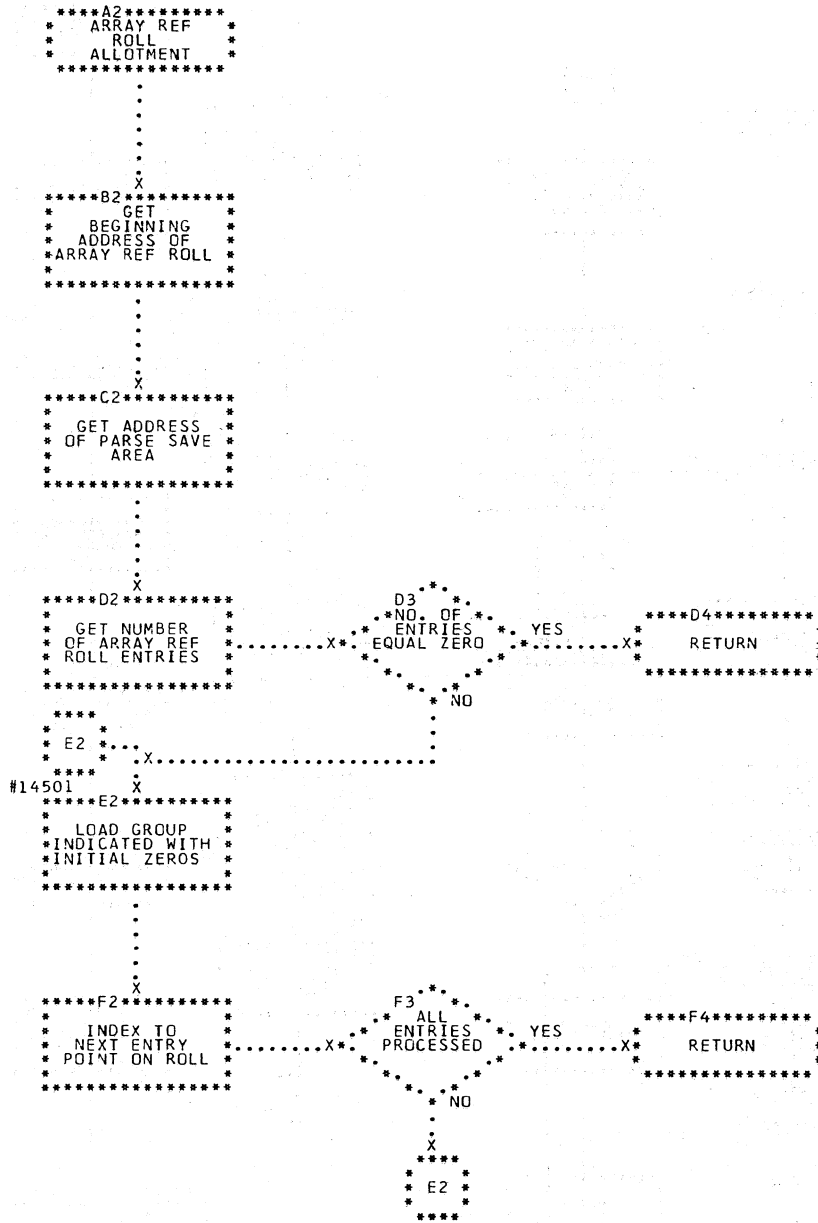 A2
ARRAY REF
ROLL
ALLOTMENT
B2
GET
BEGINNING
ADDRESS OF
ARRAY REF ROLL
C2
GET ADDRESS
OF PARSE SAVE
AREA
D2
GET NUMBER
OF ARRAY REF
ROLL ENTRIES
D3
NO. OF
ENTRIES
EQUAL ZERO
YES
D4
RETURN
NO
E2
#14501
E2
LOAD GROUP
INDICATED WITH
INITIAL ZEROS
F2
INDEX TO
NEXT ENTRY
POINT ON ROLL
F3
ALL
ENTRIES
PROCESSED
YES
F4
RETURN
NO
E2